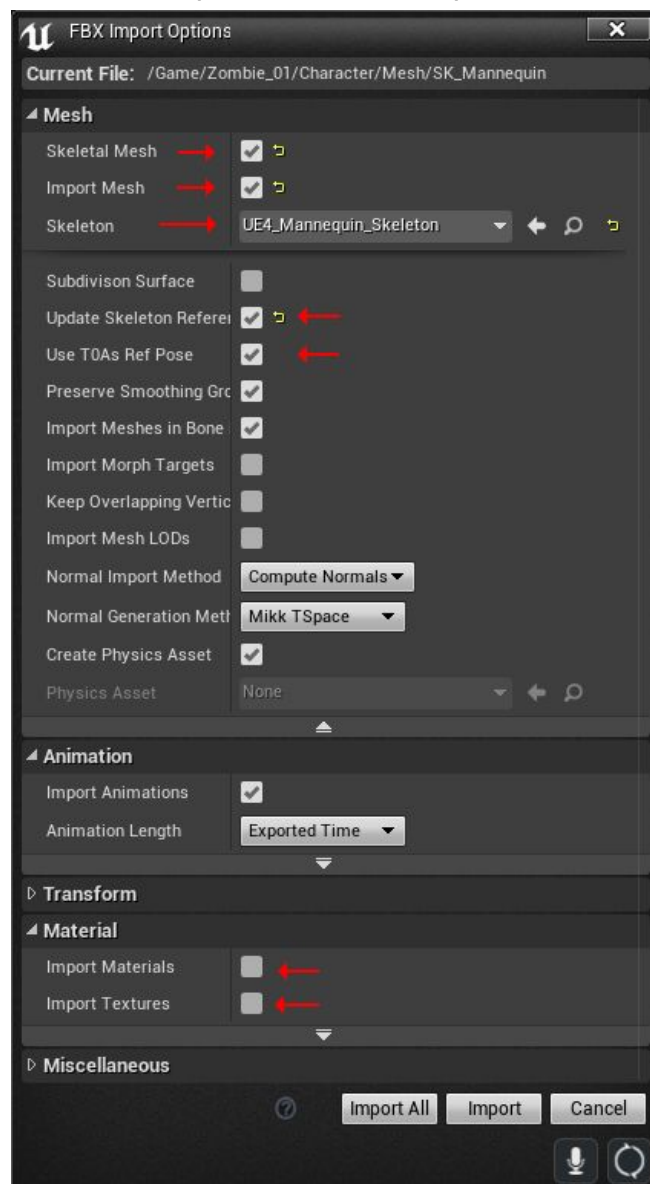 FBX Import Options
Current File: /Game/Zombie_01/Character/Mesh/SK_Mannequin
Mesh
Skeletal Mesh
Import Mesh
Skeleton UE4_Mannequin_Skeleton
Subdivison Surface
Update Skeleton Referer
Use T0As Ref Pose
Preserve Smoothing Grc
Import Meshes in Bone
Import Morph Targets
Keep Overlapping Vertic
Import Mesh LODs
Normal Import Method Compute Normals
Normal Generation Meth Mikk TSpace
Create Physics Asset
Physics Asset None
Animation
Import Animations
Animation Length Exported Time
Transform
Material
Import Materials
Import Textures
Miscellaneous
? Import All Import Cancel